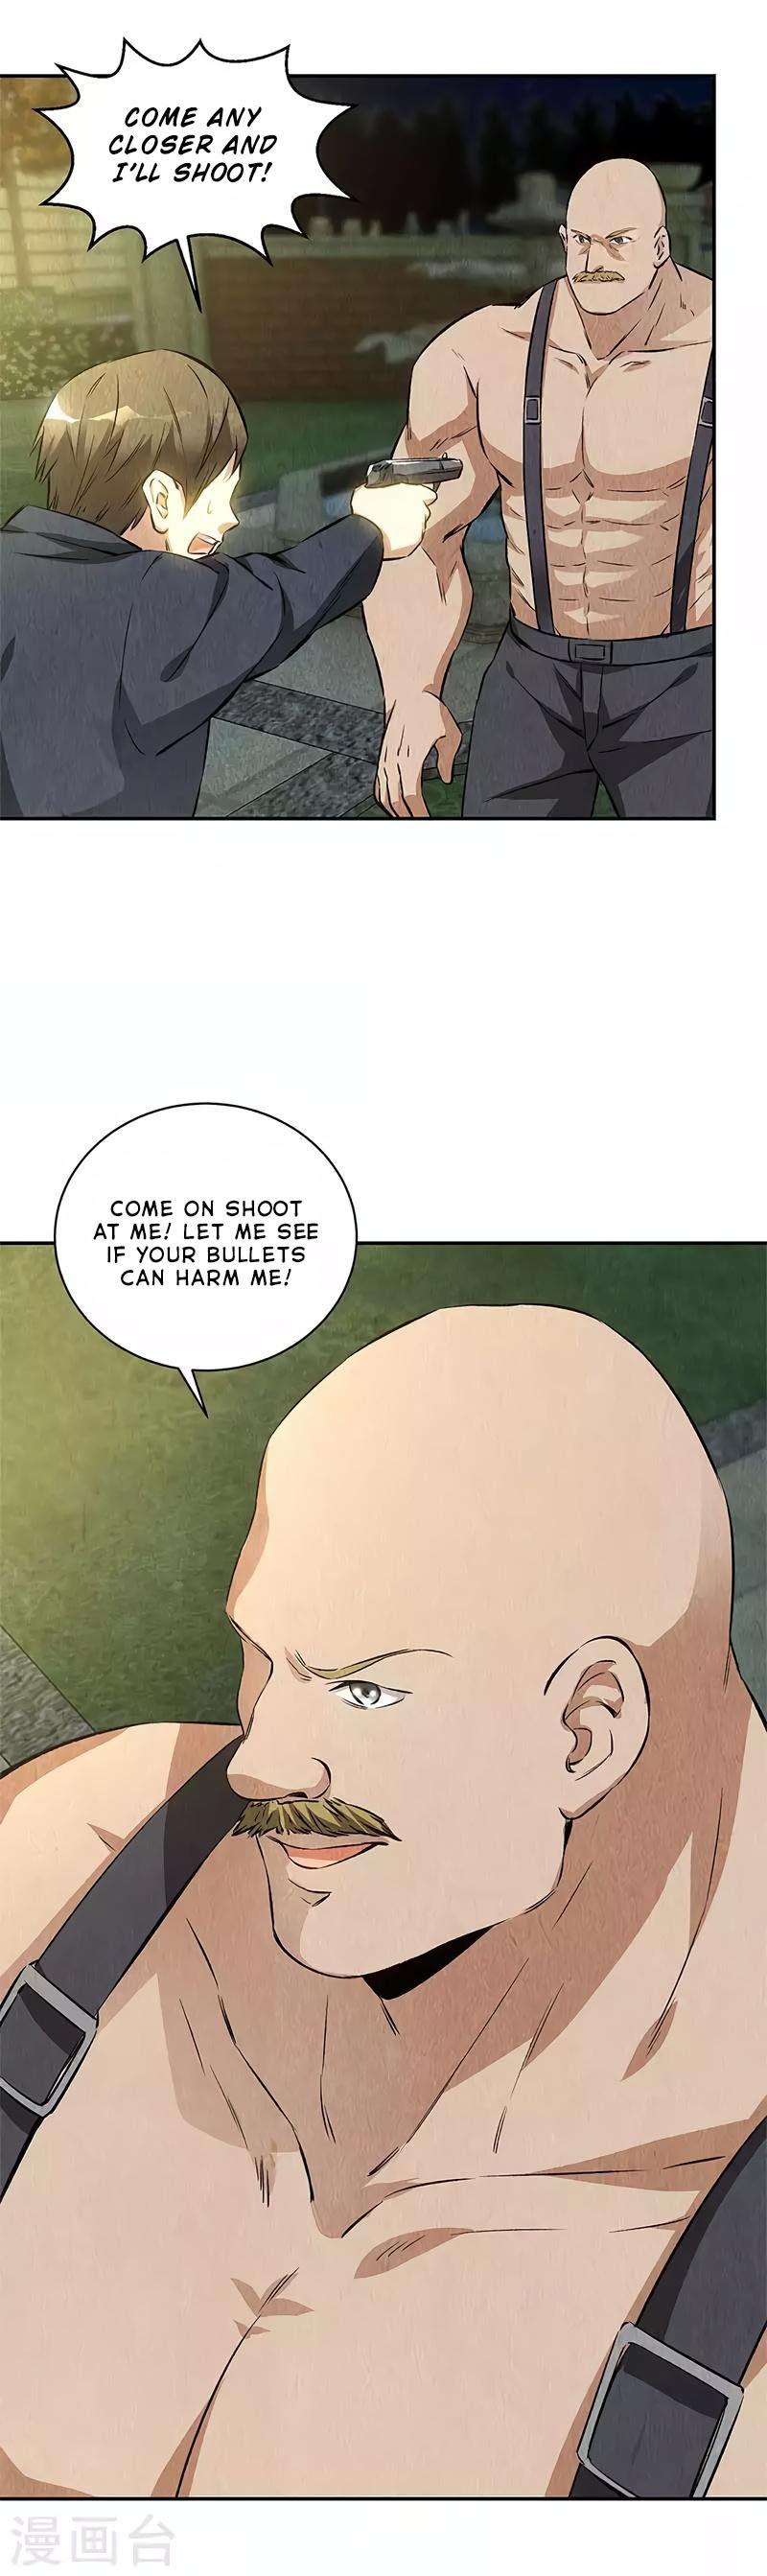 COME ANY
CLOSER AND
I'LL SHOOT!
COME ON SHOOT
AT ME! LET ME SEE
IF YOUR BULLETS
CAN HARM ME!
漫画台